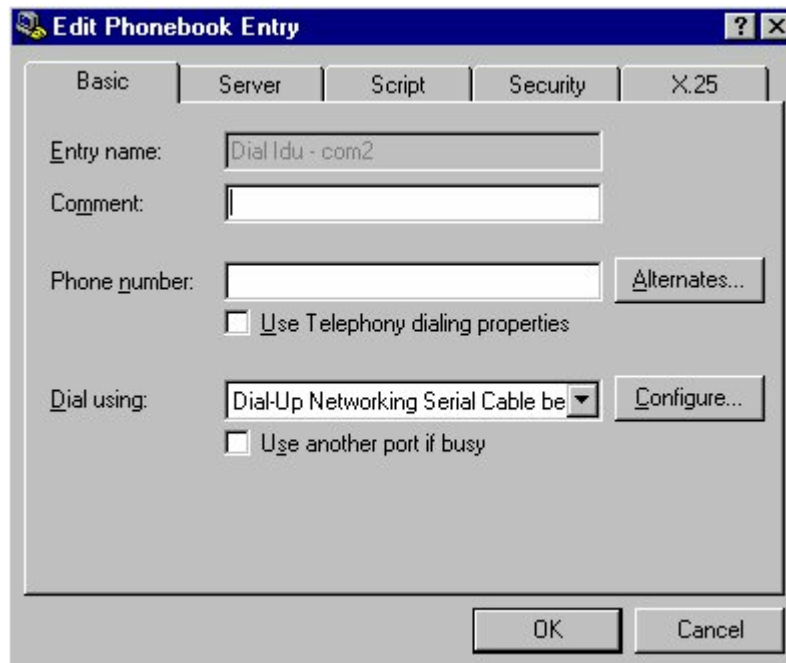 Edit Phonebook Entry
Basic Server Script Security X.25
Entry name: Dial Idu - com2
Comment:
Phone number: Alternates...
Use Telephony dialing properties
Dial using: Dial-Up Networking Serial Cable be Configure...
Use another port if busy
OK Cancel